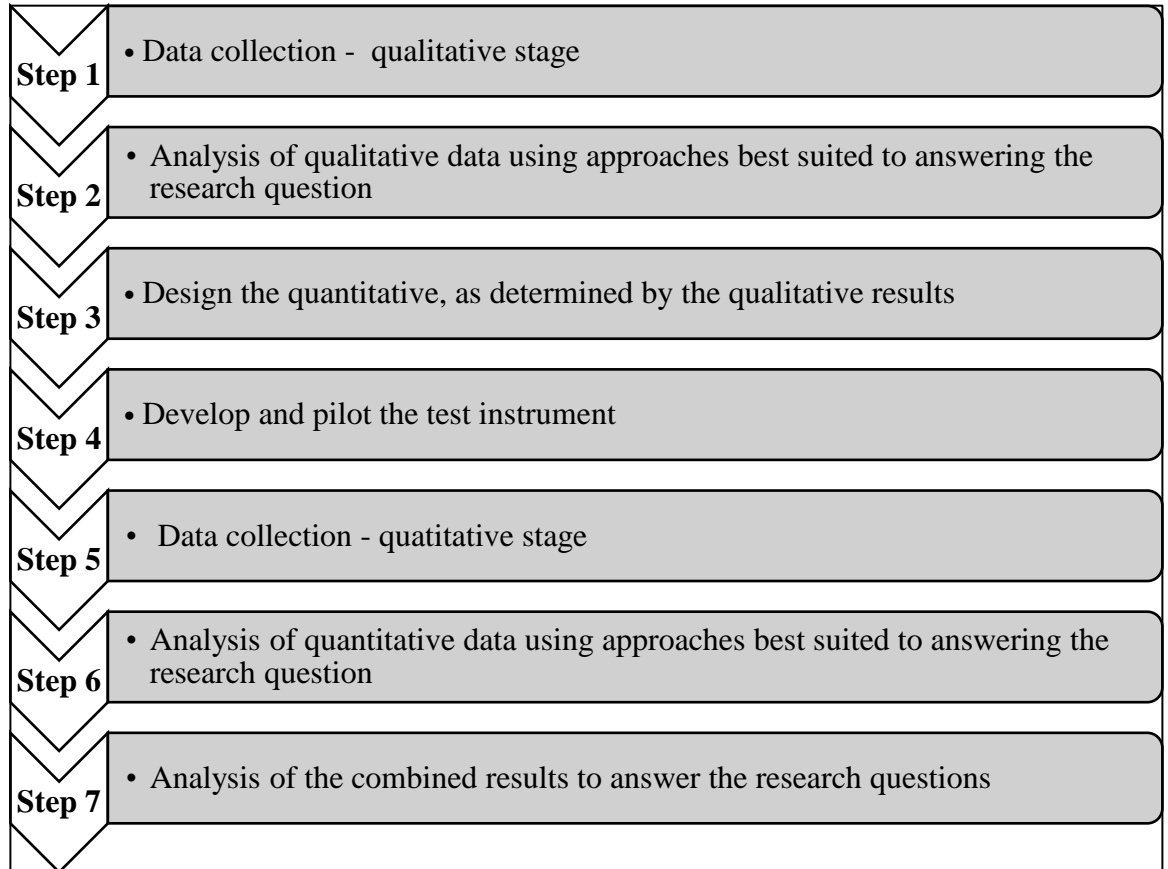 Step 1
• Data collection - qualitative stage
Step 2
• Analysis of qualitative data using approaches best suited to answering the
research question
Step 3
• Design the quantitative, as determined by the qualitative results
Step 4
• Develop and pilot the test instrument
Step 5
• Data collection - quatitative stage
Step 6
• Analysis of quantitative data using approaches best suited to answering the
research question
Step 7
• Analysis of the combined results to answer the research questions